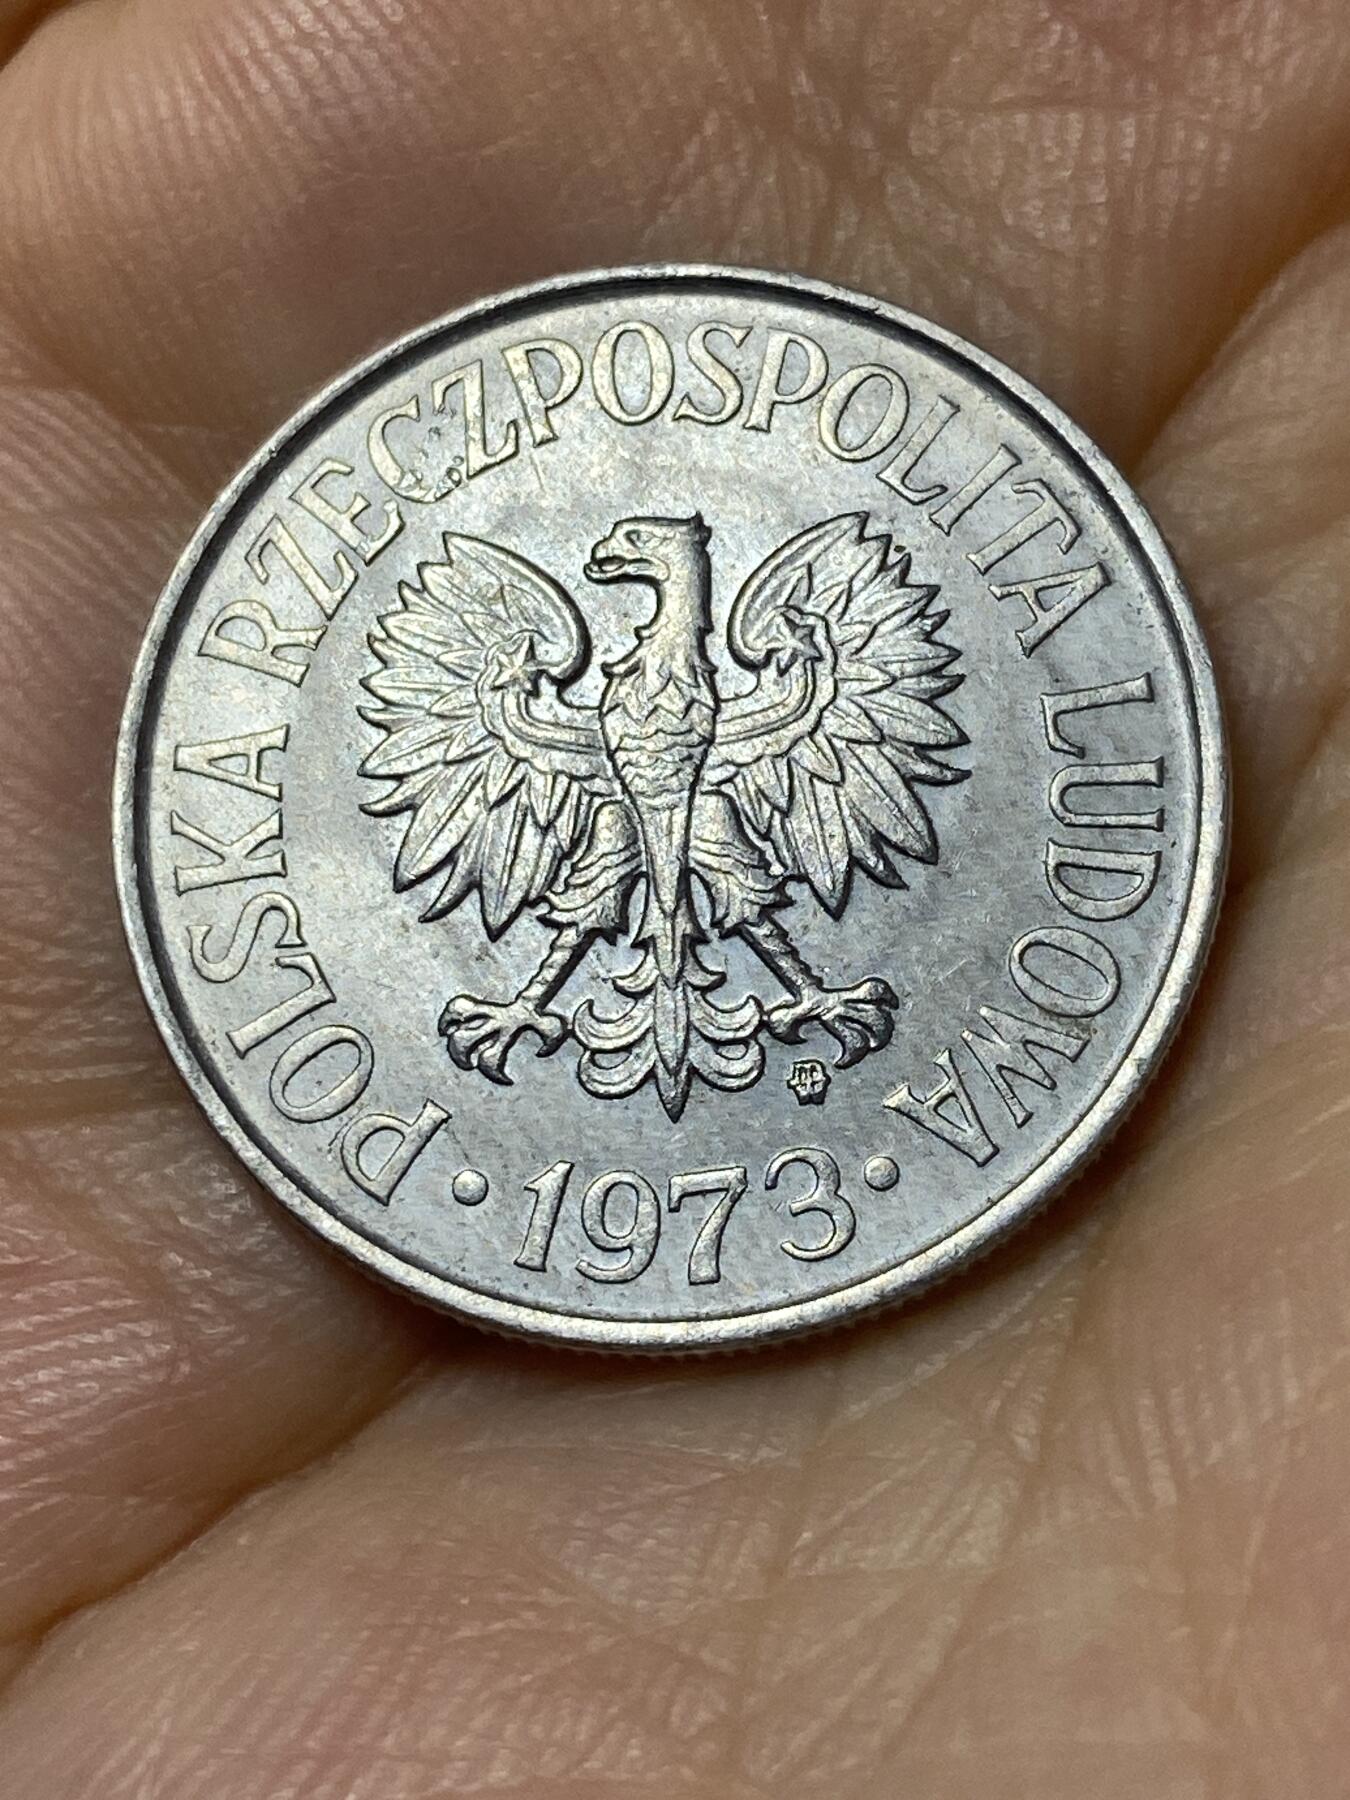 POLSKA RZECZPOSPOLITA LUDOWA
· 1973 ·